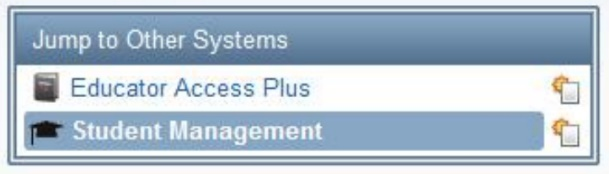 Jump to Other Systems
Educator Access Plus
Student Management